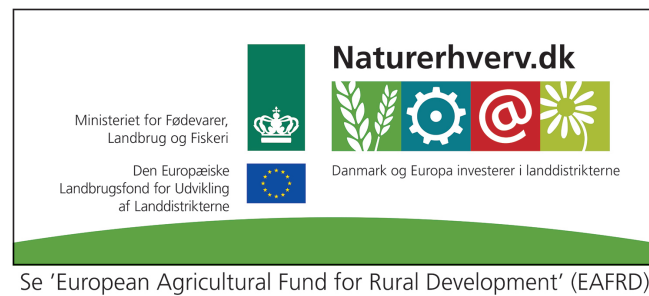 Naturerhverv.dk
Ministeriet for Fødevarer,
Landbrug og Fiskeri
@
Den Europæiske
Landbrugsfond for Udvikling
af Landdistrikterne
Danmark og Europa investerer i landdistrikterne
Se ’European Agricultural Fund for Rural Development’ (EAFRD)